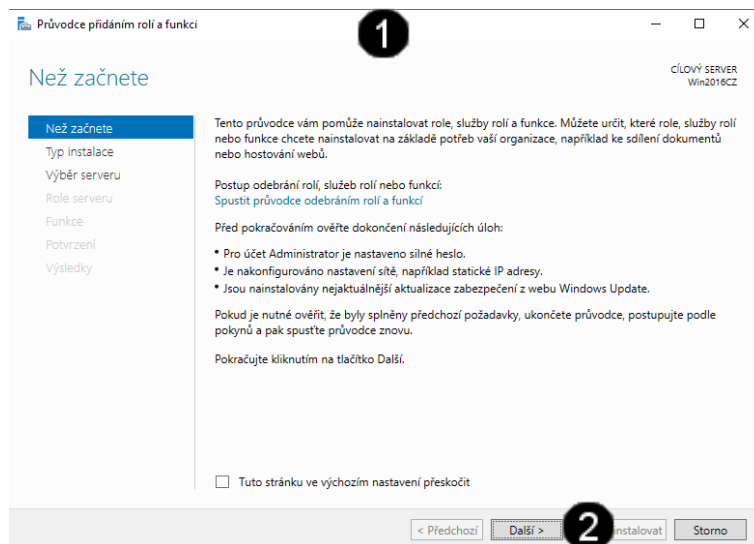 Průvodce přidáním rolí a funkcí
1
Než začnete
CÍLOVÝ SERVER
Win2016CZ
Než začnete
Typ instalace
Výběr serveru
Role serveru
Funkce
Potvrzení
Výsledky
Tento průvodce vám pomůže nainstalovat role, služby rolí a funkce. Můžete určit, které role, služby rolí
nebo funkce chcete nainstalovat na základě potřeb vaší organizace, například ke sdílení dokumentů
nebo hostování webů.
Postup odebrání rolí, služeb rolí nebo funkcí:
Spustit průvodce odebráním rolí a funkcí
Před pokračováním ověřte dokončení následujících úloh:
• Pro účet Administrator je nastaveno silné heslo.
• Je nakonfigurováno nastavení sítě, například statické IP adresy.
• Jsou nainstalovány nejaktuálnější aktualizace zabezpečení z webu Windows Update.
Pokud je nutné ověřit, že byly splněny předchozí požadavky, ukončete průvodce, postupujte podle
pokynů a pak spusťte průvodce znovu.
Pokračujte kliknutím na tlačítko Další.
Tuto stránku ve výchozím nastavení přeskočit
< Předchozí
Další >
2
nstalovat
Storno